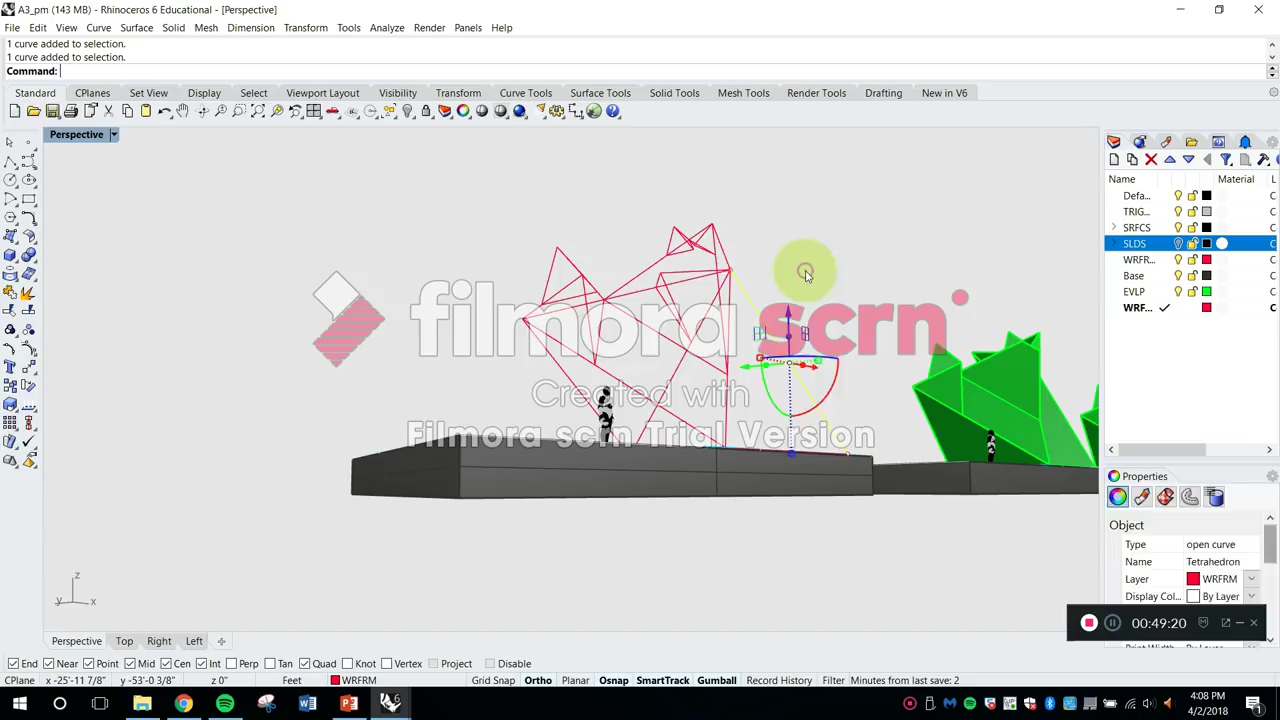 A3_pm (143 MB) - Rhinoceros 6 Educational - [Perspective]
File Edit View Curve Surface Solid Mesh Dimension Transform Tools Analyze Render Panels Help
1 curve added to selection.
1 curve added to selection.
Command:
Standard CPlanes Set View Display Select Viewport Layout Visibility Transform Curve Tools Surface Tools Solid Tools Mesh Tools Render Tools Drafting New in V6
Perspective
Name Material L
Defa... C
TRIG... C
SRFCS C
SLDS C
WRFR... C
Base C
EVLP C
WRF... C
filmora scrn
Created with
Filmora scrn Trial Version
Properties
Object
Type open curve
Name Tetrahedron
Layer WRFRM
Display Col... By Layer
00:49:20
z
y x
Perspective Top Right Left
End Near Point Mid Cen Int Perp Tan Quad Knot Vertex Project Disable
CPlane x -25'-11 7/8" y -53'-0 3/8" z 0" Feet WRFRM Grid Snap Ortho Planar Osnap SmartTrack Gumball Record History Filter Minutes from last save: 2
4:08 PM
4/2/2018